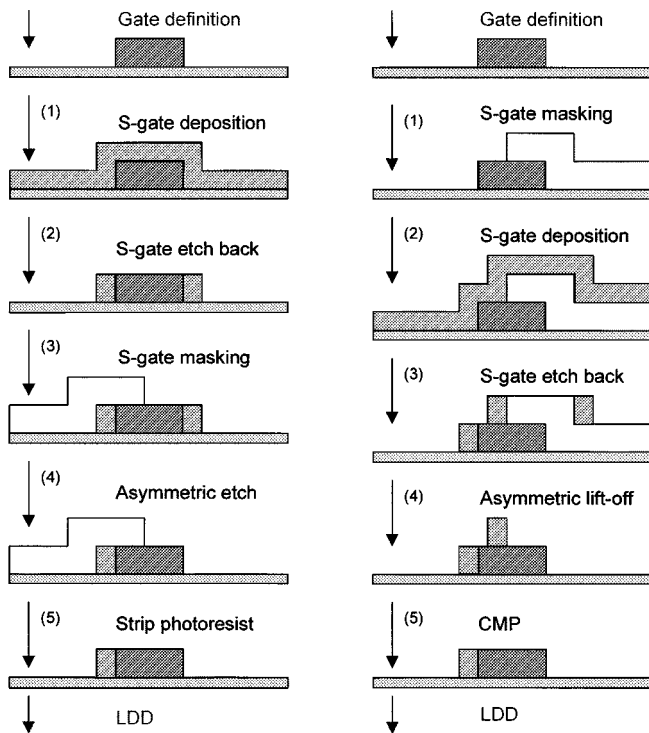 Gate definition
(1)
S-gate deposition
(2)
S-gate etch back
(3)
S-gate masking
(4)
Asymmetric etch
(5)
Strip photoresist
LDD
Gate definition
(1)
S-gate masking
(2)
S-gate deposition
(3)
S-gate etch back
(4)
Asymmetric lift-off
(5)
CMP
LDD